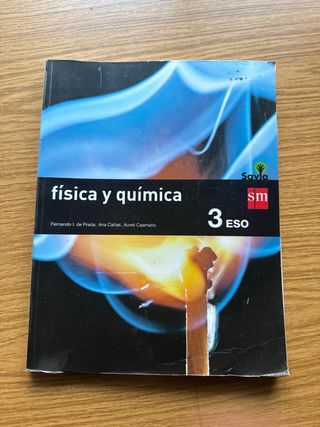 Savia
física y química
sm
Fernando I. de Prada, Ana Cañas, Aureli Caamaño
3 ESO